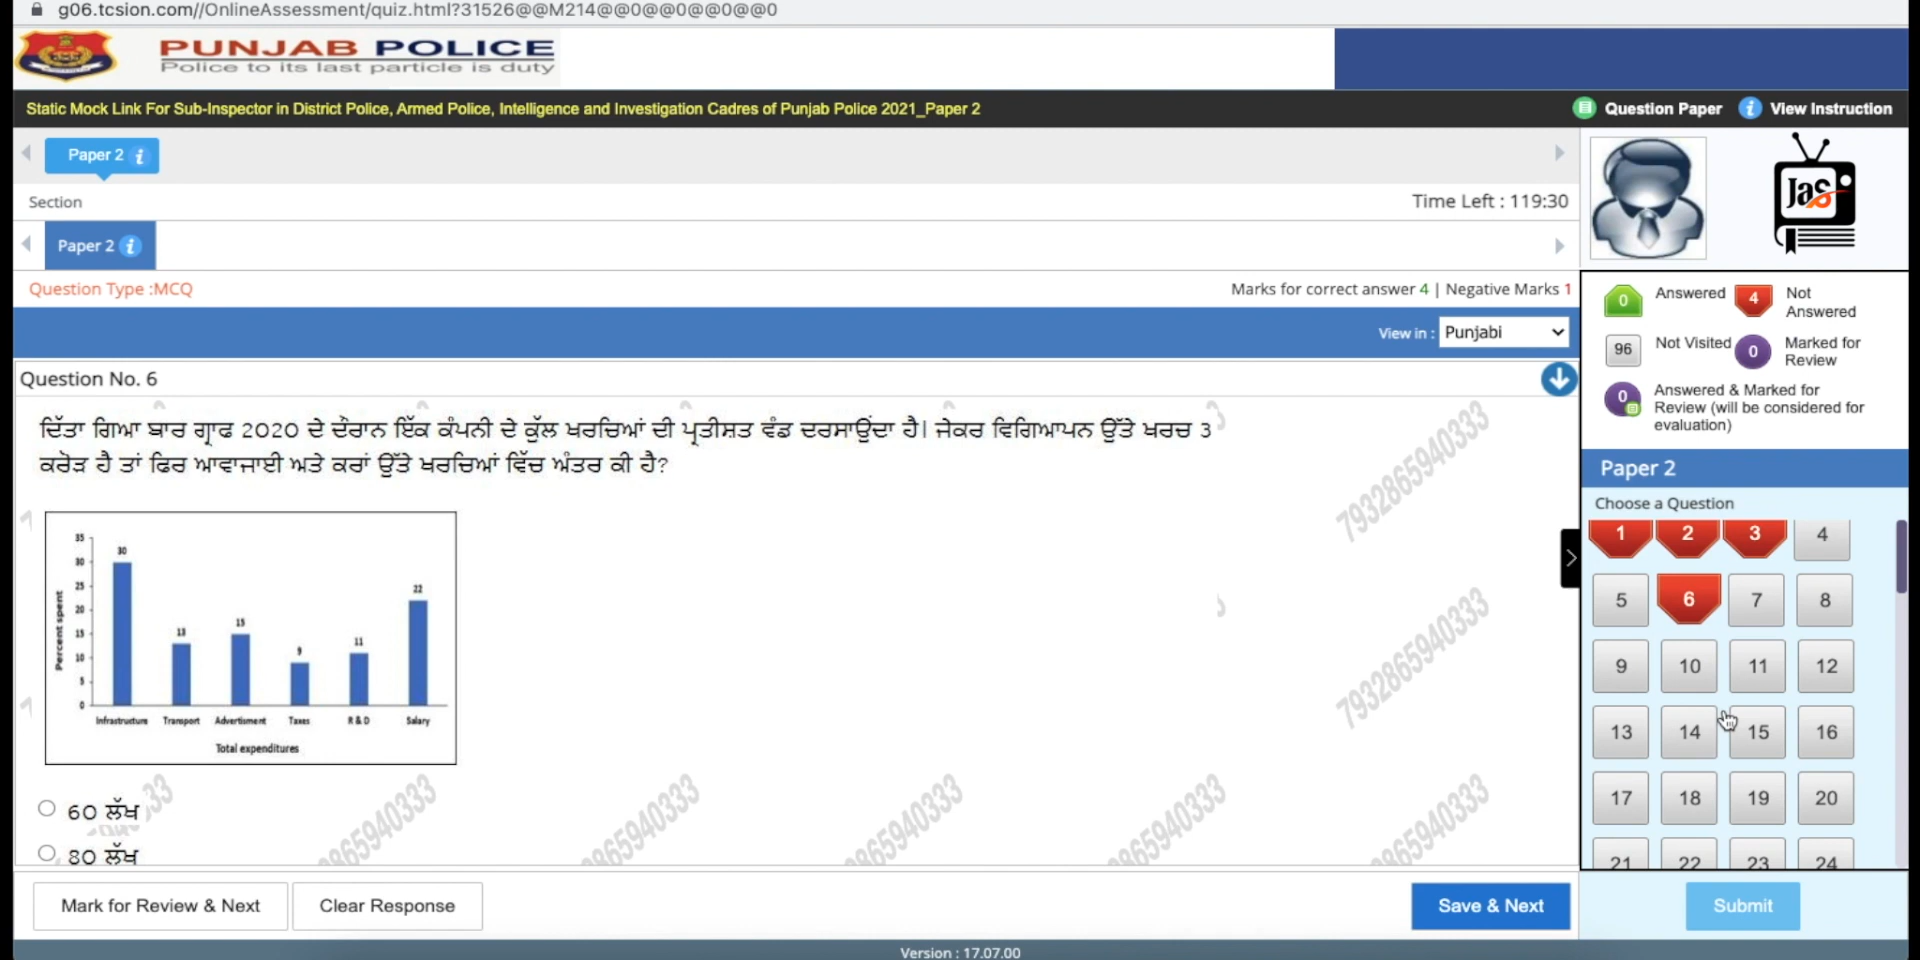 g06.tcsion.com//OnlineAssessment/quiz.html?31526@@M214@@0@@0@@0@@0
PUNJAB POLICE
Police to its last particle is duty
Static Mock Link For Sub-Inspector in District Police, Armed Police, Intelligence and Investigation Cadres of Punjab Police 2021_Paper 2
Question Paper
View Instruction
Paper 2
Section
Time Left : 119:30
Paper 2
JaS
Question Type :MCQ
Marks for correct answer 4 | Negative Marks 1
View in : Punjabi
Question No. 6
ਦਿੱਤਾ ਗਿਆ ਬਾਰ ਗ੍ਰਾਫ 2020 ਦੇ ਦੌਰਾਨ ਇੱਕ ਕੰਪਨੀ ਦੇ ਕੁੱਲ ਖਰਚਿਆਂ ਦੀ ਪ੍ਰਤੀਸ਼ਤ ਵੰਡ ਦਰਸਾਉਂਦਾ ਹੈ| ਜੇਕਰ ਵਿਗਿਆਪਨ ਉੱਤੇ ਖਰਚ 3
ਕਰੋੜ ਹੈ ਤਾਂ ਫਿਰ ਆਵਾਜਾਈ ਅਤੇ ਕਰਾਂ ਉੱਤੇ ਖਰਚਿਆਂ ਵਿੱਚ ਅੰਤਰ ਕੀ ਹੈ?
Percent spent
35
30
25
20
15
10
5
0
30
13
15
9
11
22
Infrastructure Transport Advertisment Taxes R & D Salary
Total expenditures
60 ਲੱਖ
80 ਲੱਖ
7932865940333
7932865940333
865940333
865940333
865940333
865940333
865940333
Mark for Review & Next
Clear Response
Save & Next
0 Answered
4 Not Answered
96 Not Visited
0 Marked for Review
0 Answered & Marked for
Review (will be considered for
evaluation)
Paper 2
Choose a Question
1 2 3 4
5 6 7 8
9 10 11 12
13 14 15 16
17 18 19 20
21 22 23 24
Submit
Version : 17.07.00